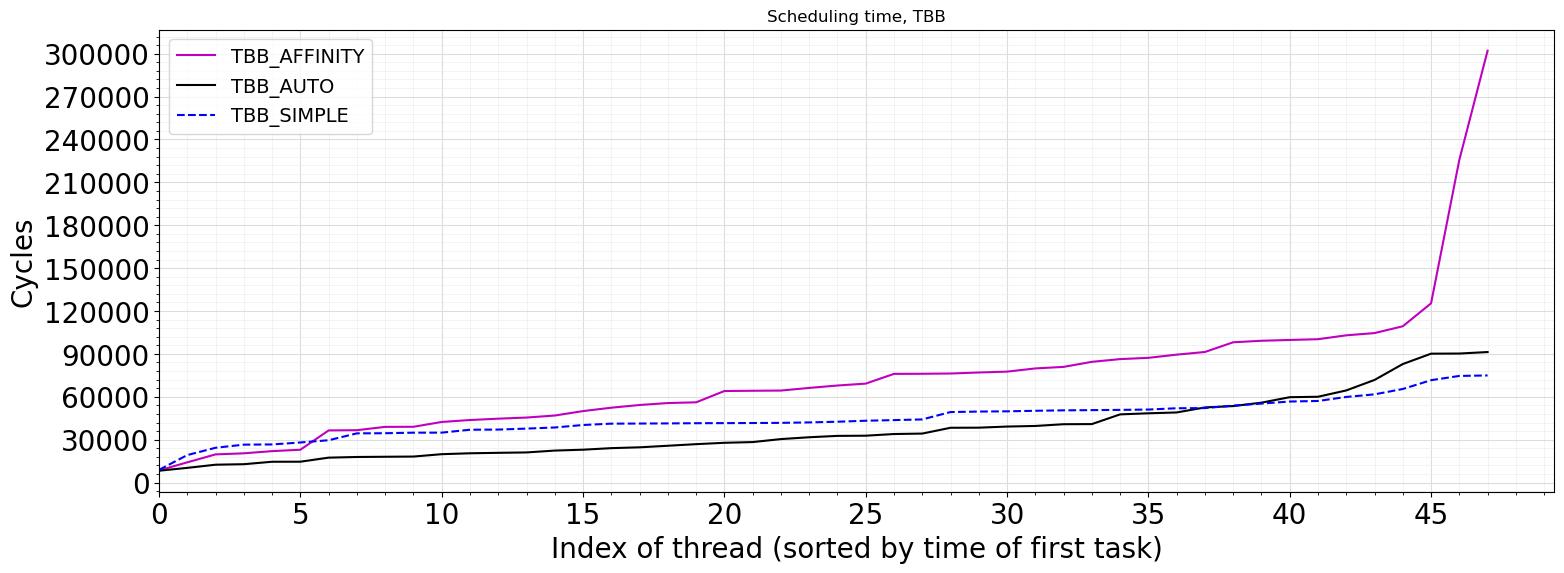 Scheduling time, TBB
TBB_AFFINITY
TBB_AUTO
TBB_SIMPLE
300000
270000
240000
210000
180000
150000
120000
90000
60000
30000
0
Cycles
0 5 10 15 20 25 30 35 40 45
Index of thread (sorted by time of first task)